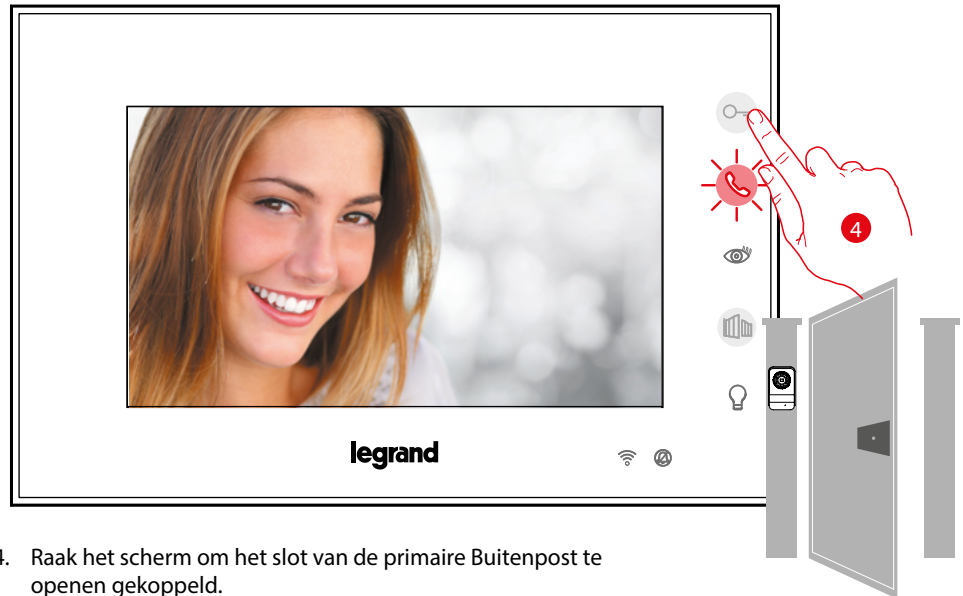 4
legrand
4. Raak het scherm om het slot van de primaire Buitenpost te
openen gekoppeld.